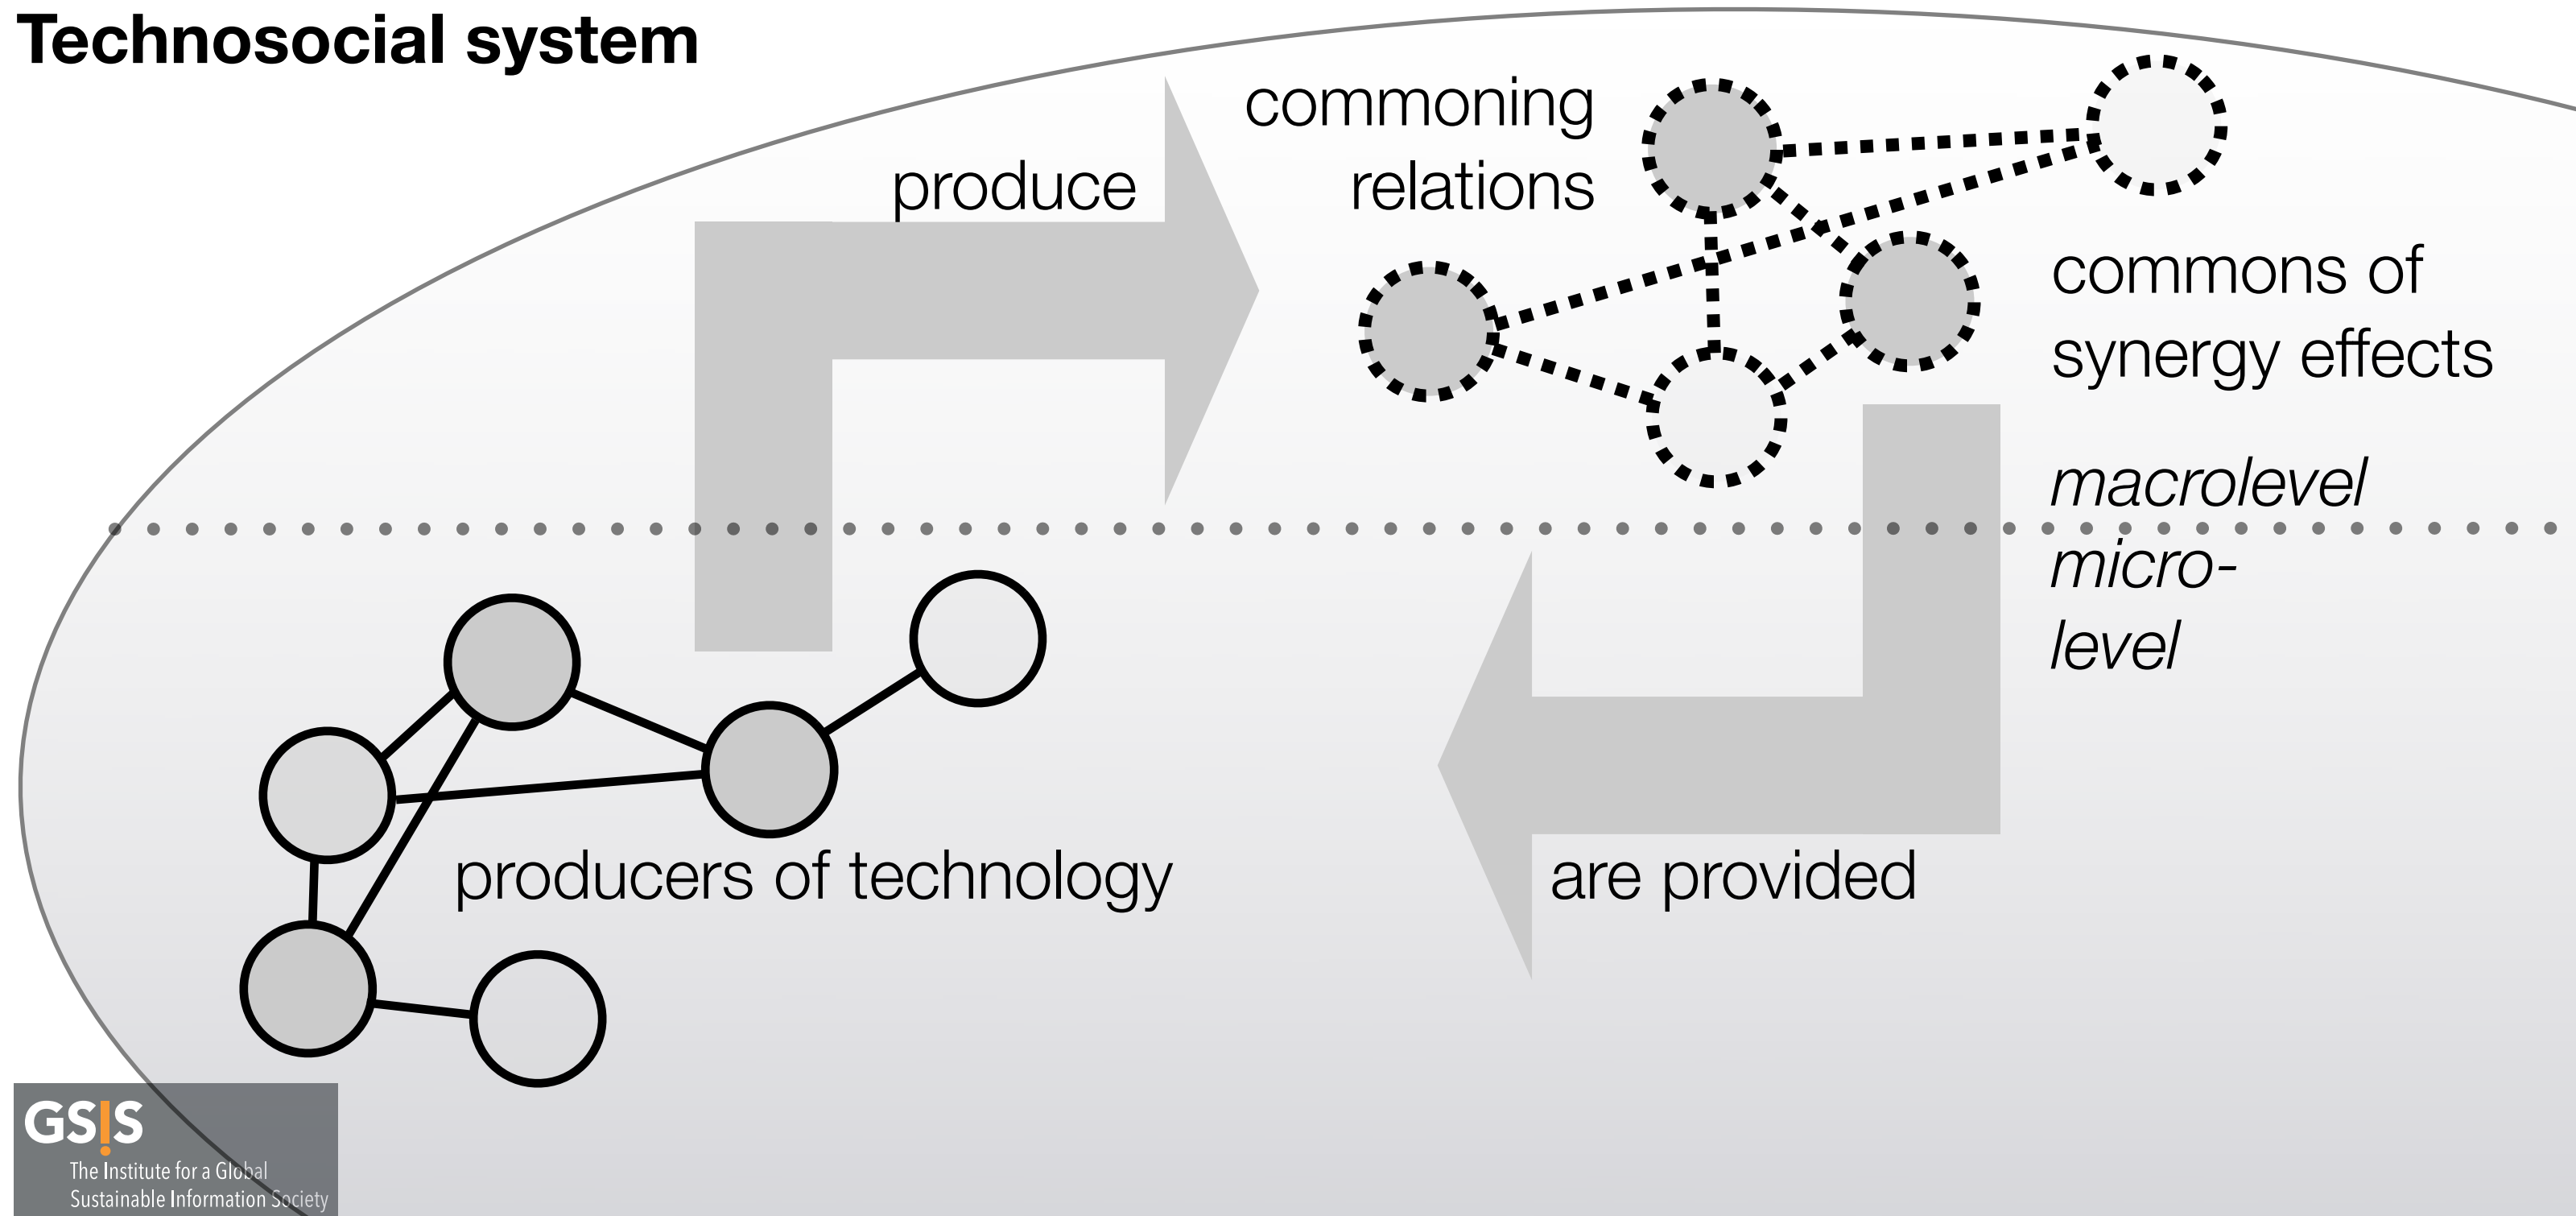 Technosocial system
commoning
relations
produce
commons of
synergy effects
macrolevel
micro-
level
producers of technology
are provided
GS!S
The Institute for a Global
Sustainable Information Society